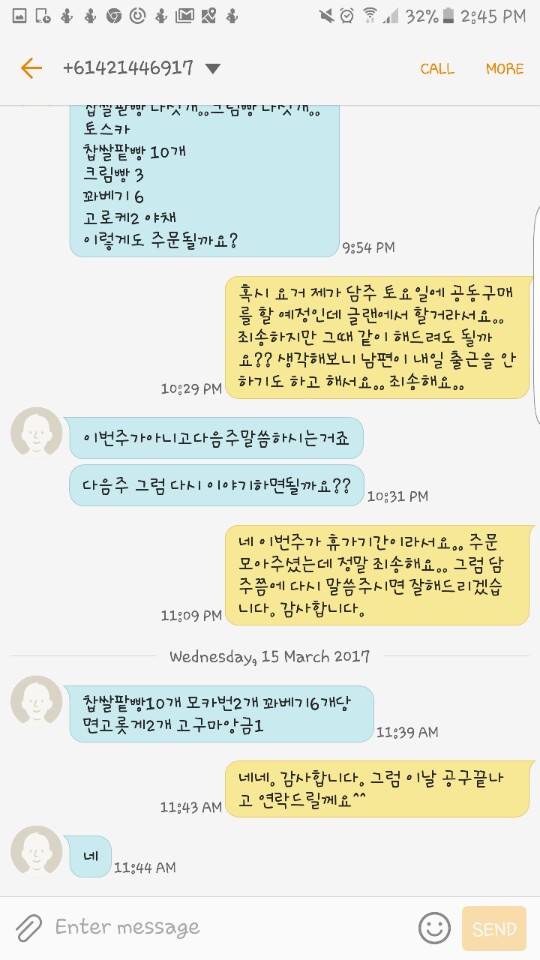 32% 2:45 PM
+61421446917
CALL
MORE
찹쌀팥빵 다섯개,,크림빵 다섯개,,
토스카
찹쌀팥빵 10개
크림빵 3
꽈베기 6
고로케2 야채
이렇게도 주문될까요?
9:54 PM
혹시 요거 제가 담주 토요일에 공동구매
를 할 예정인데 글랜에서 할거라서요,,
죄송하지만 그때 같이 해드려도 될까
요?? 생각해보니 남편이 내일 출근을 안
하기도 하고 해서요,, 죄송해요,,
10:29 PM
이번주가아니고다음주말씀하시는거죠
다음주 그럼 다시 이야기하면될까요??
10:31 PM
네 이번주가 휴가기간이라서요,, 주문
모아주셨는데 정말 죄송해요,, 그럼 담
주쯤에 다시 말씀주시면 잘해드리겠습
니다. 감사합니다.
11:09 PM
Wednesday, 15 March 2017
찹쌀팥빵10개 모카번2개 꽈베기6개당
면고롯게2개 고구마앙금1
11:39 AM
네네. 감사합니다. 그럼 이날 공구끝나
고 연락드릴께요^^
11:43 AM
네
11:44 AM
Enter message
SEND